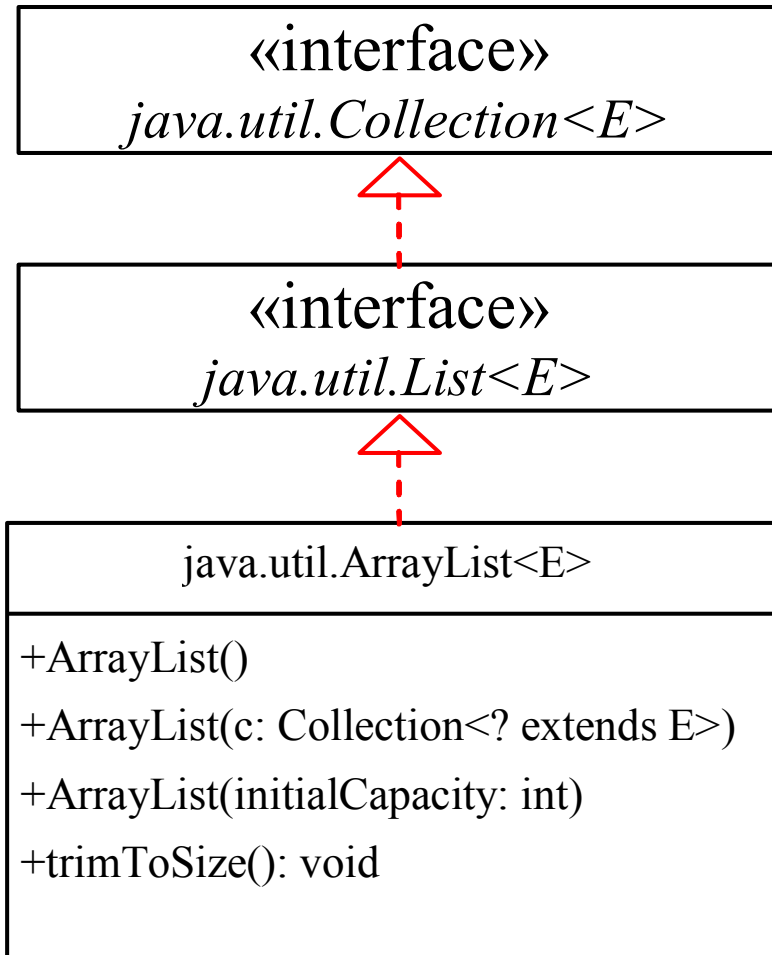 «interface»
java.util.Collection<E>
«interface»
java.util.List<E>
java.util.ArrayList<E>
+ArrayList()
+ArrayList(c: Collection<? extends E>)
+ArrayList(initialCapacity: int)
+trimToSize(): void